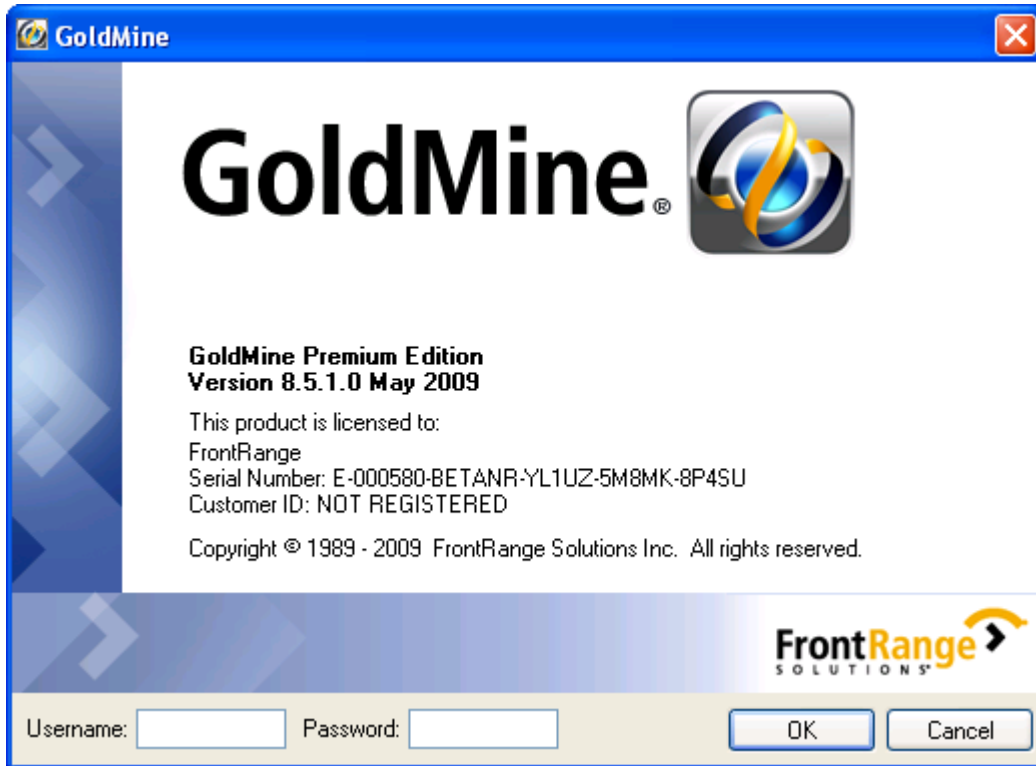 GoldMine
GoldMine®
GoldMine Premium Edition
Version 8.5.1.0 May 2009
This product is licensed to:
FrontRange
Serial Number: E-000580-BETANR-YL1UZ-5M8MK-8P4SU
Customer ID: NOT REGISTERED
Copyright © 1989 - 2009 FrontRange Solutions Inc. All rights reserved.
FrontRange
SOLUTIONS
Username: Password: OK Cancel